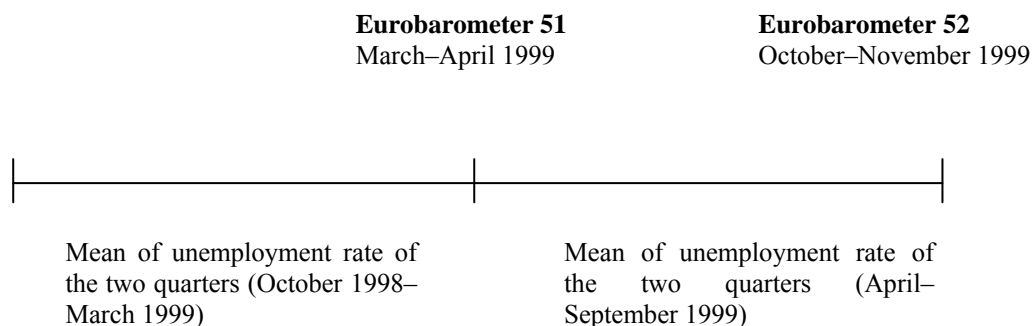 Eurobarometer 51
March–April 1999
Eurobarometer 52
October–November 1999
Mean of unemployment rate of
the two quarters (October 1998–
March 1999)
Mean of unemployment rate of
the two quarters (April–
September 1999)